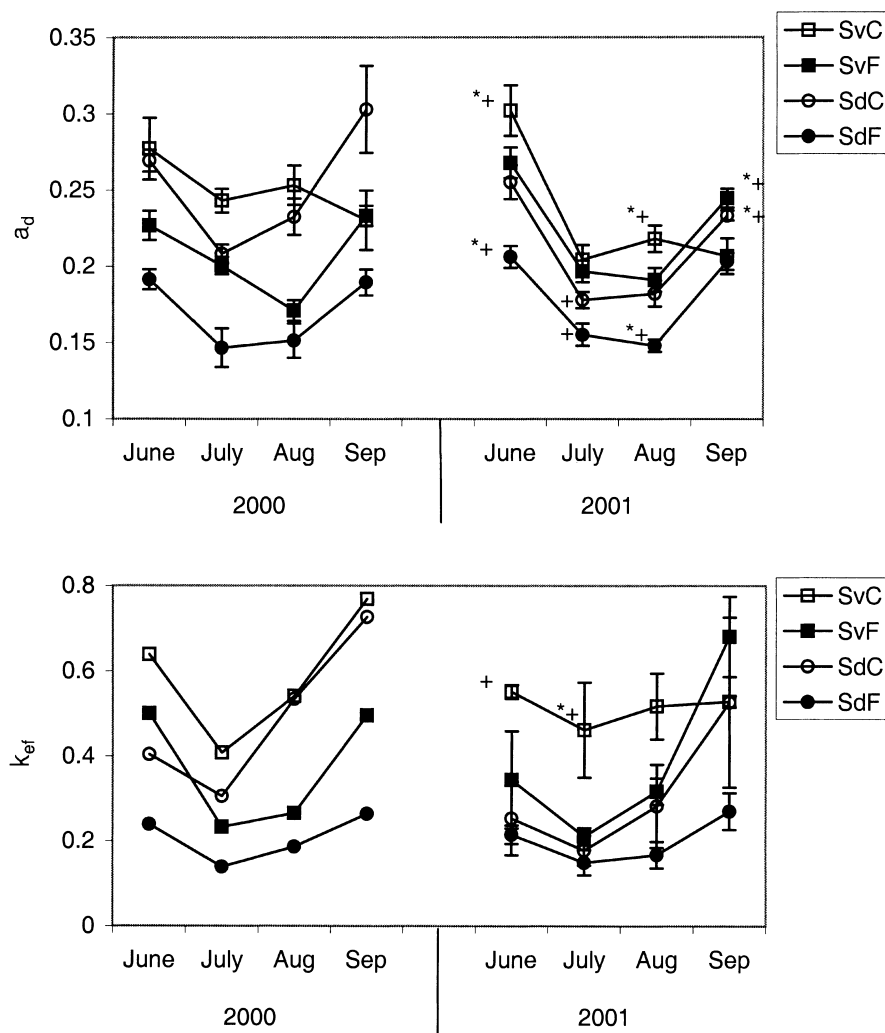 SvC
SvF
SdC
SdF
0.35
0.3
0.25
0.2
0.15
0.1
a_d
*+
*+
+
+
*+
*+
*+
*+
June July Aug Sep June July Aug Sep
2000 2001
SvC
SvF
SdC
SdF
0.8
0.6
0.4
0.2
0
k_ef
+
*+
June July Aug Sep June July Aug Sep
2000 2001